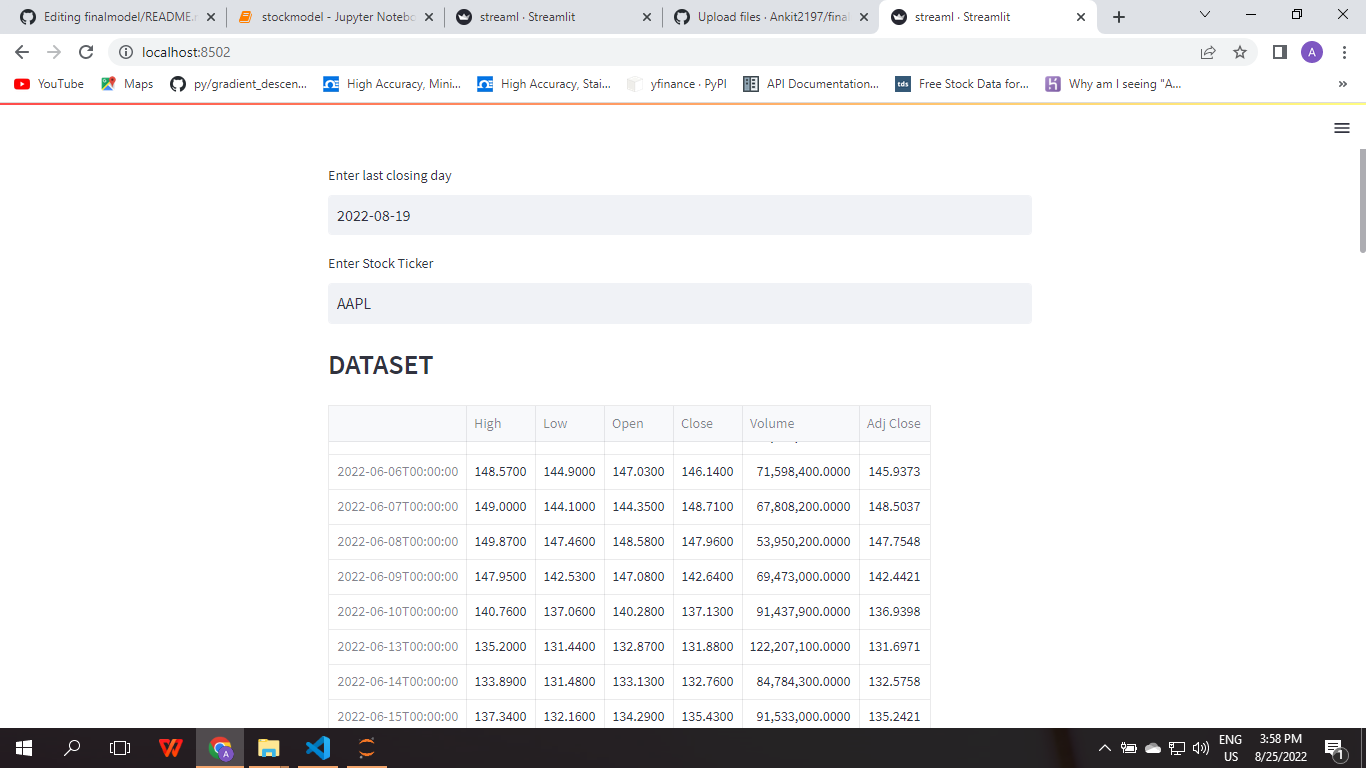 Editing finalmodel/README.r
stockmodel - Jupyter Notebo
streaml · Streamlit
Upload files · Ankit2197/final
streaml · Streamlit
localhost:8502
A
YouTube
Maps
py/gradient_descen...
High Accuracy, Mini...
High Accuracy, Stai...
yfinance · PyPI
API Documentation...
tds Free Stock Data for...
Why am I seeing "A...
»
Enter last closing day
2022-08-19
Enter Stock Ticker
AAPL
DATASET
High Low Open Close Volume Adj Close
2022-06-06T00:00:00 148.5700 144.9000 147.0300 146.1400 71,598,400.0000 145.9373
2022-06-07T00:00:00 149.0000 144.1000 144.3500 148.7100 67,808,200.0000 148.5037
2022-06-08T00:00:00 149.8700 147.4600 148.5800 147.9600 53,950,200.0000 147.7548
2022-06-09T00:00:00 147.9500 142.5300 147.0800 142.6400 69,473,000.0000 142.4421
2022-06-10T00:00:00 140.7600 137.0600 140.2800 137.1300 91,437,900.0000 136.9398
2022-06-13T00:00:00 135.2000 131.4400 132.8700 131.8800 122,207,100.0000 131.6971
2022-06-14T00:00:00 133.8900 131.4800 133.1300 132.7600 84,784,300.0000 132.5758
2022-06-15T00:00:00 137.3400 132.1600 134.2900 135.4300 91,533,000.0000 135.2421
ENG
US
3:58 PM
8/25/2022
1